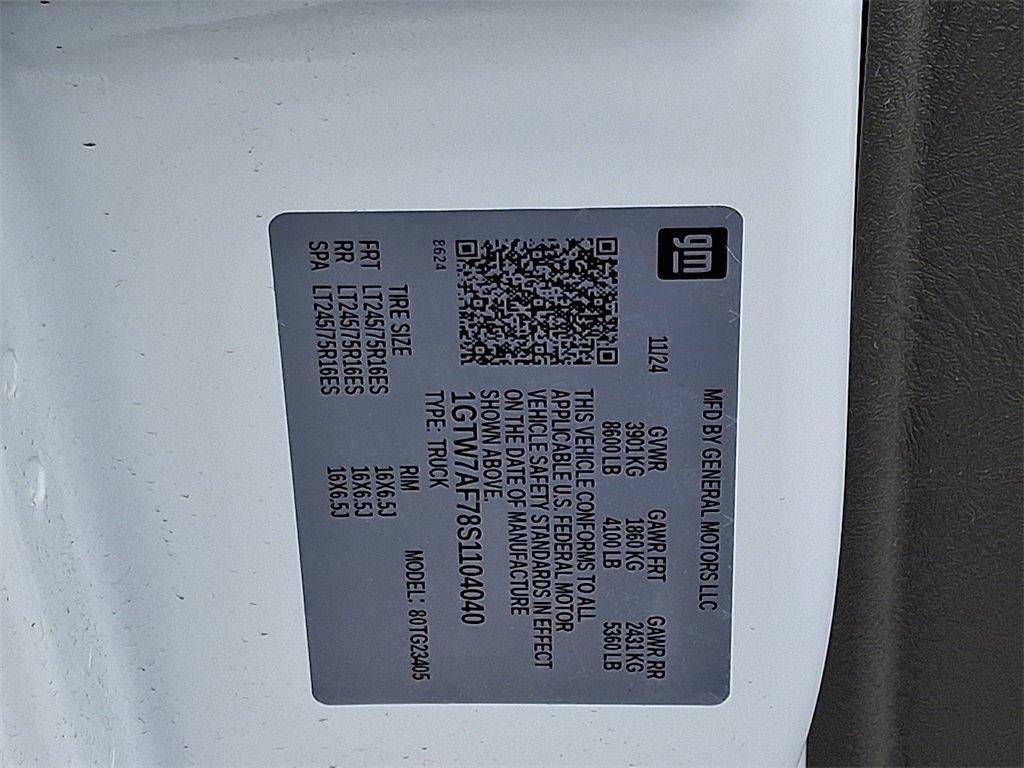 gm
MFD BY GENERAL MOTORS LLC
11/24 GVWR GAWR FRT GAWR RR
3901 KG 1860 KG 2431 KG
8600 LB 4100 LB 5360 LB
THIS VEHICLE CONFORMS TO ALL
APPLICABLE U.S. FEDERAL MOTOR
VEHICLE SAFETY STANDARDS IN EFFECT
ON THE DATE OF MANUFACTURE
SHOWN ABOVE.
1GTW7AF78S1104040
8624 TYPE: TRUCK MODEL: 80TG23405
TIRE SIZE RIM
FRT LT245/75R16ES 16X6.5J
RR LT245/75R16ES 16X6.5J
SPA LT245/75R16ES 16X6.5J